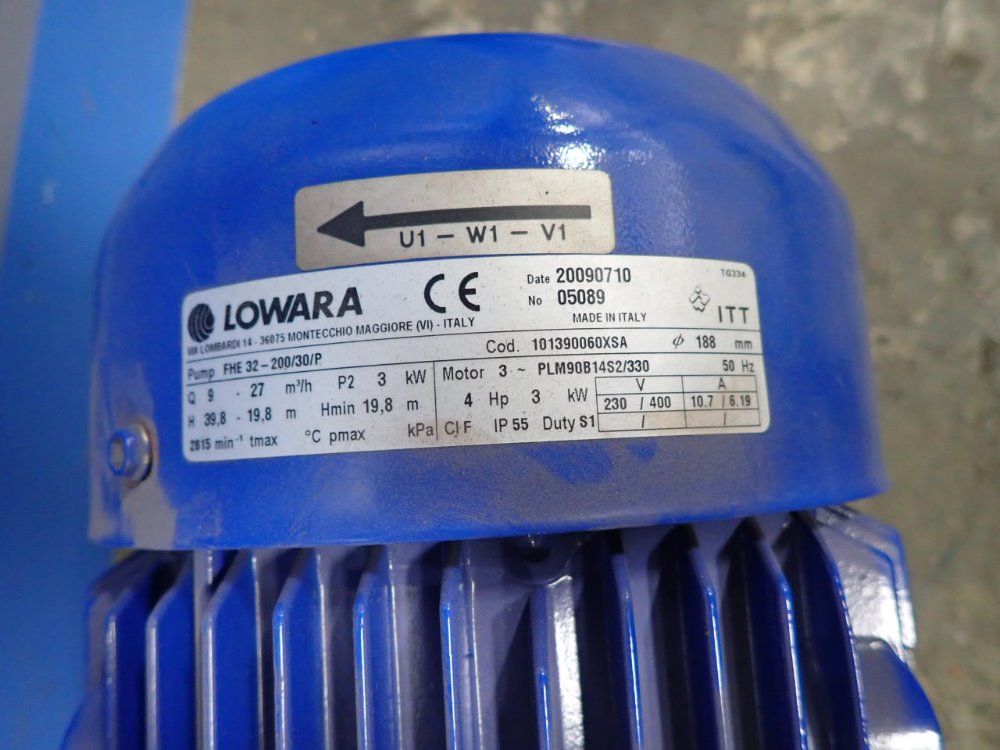 U1 - W1 - V1
LOWARA
CE
Date 20090710
No 05089
MADE IN ITALY
TG334
ITT
VIA LOMBARDI 14 - 36075 MONTECCHIO MAGGIORE (VI) - ITALY
Pump FHE 32-200/30/P
Cod. 101390060XSA ϕ 188 mm
Q 9 - 27 m³/h P2 3 kW
H 39,8 - 19,8 m Hmin 19,8 m
2815 min⁻¹ tmax °C pmax kPa
Motor 3 ~ PLM90B14S2/330 50 Hz
4 Hp 3 kW
Cl F IP 55 Duty S1
V A
230 / 400 10.7 / 6.19
/ /